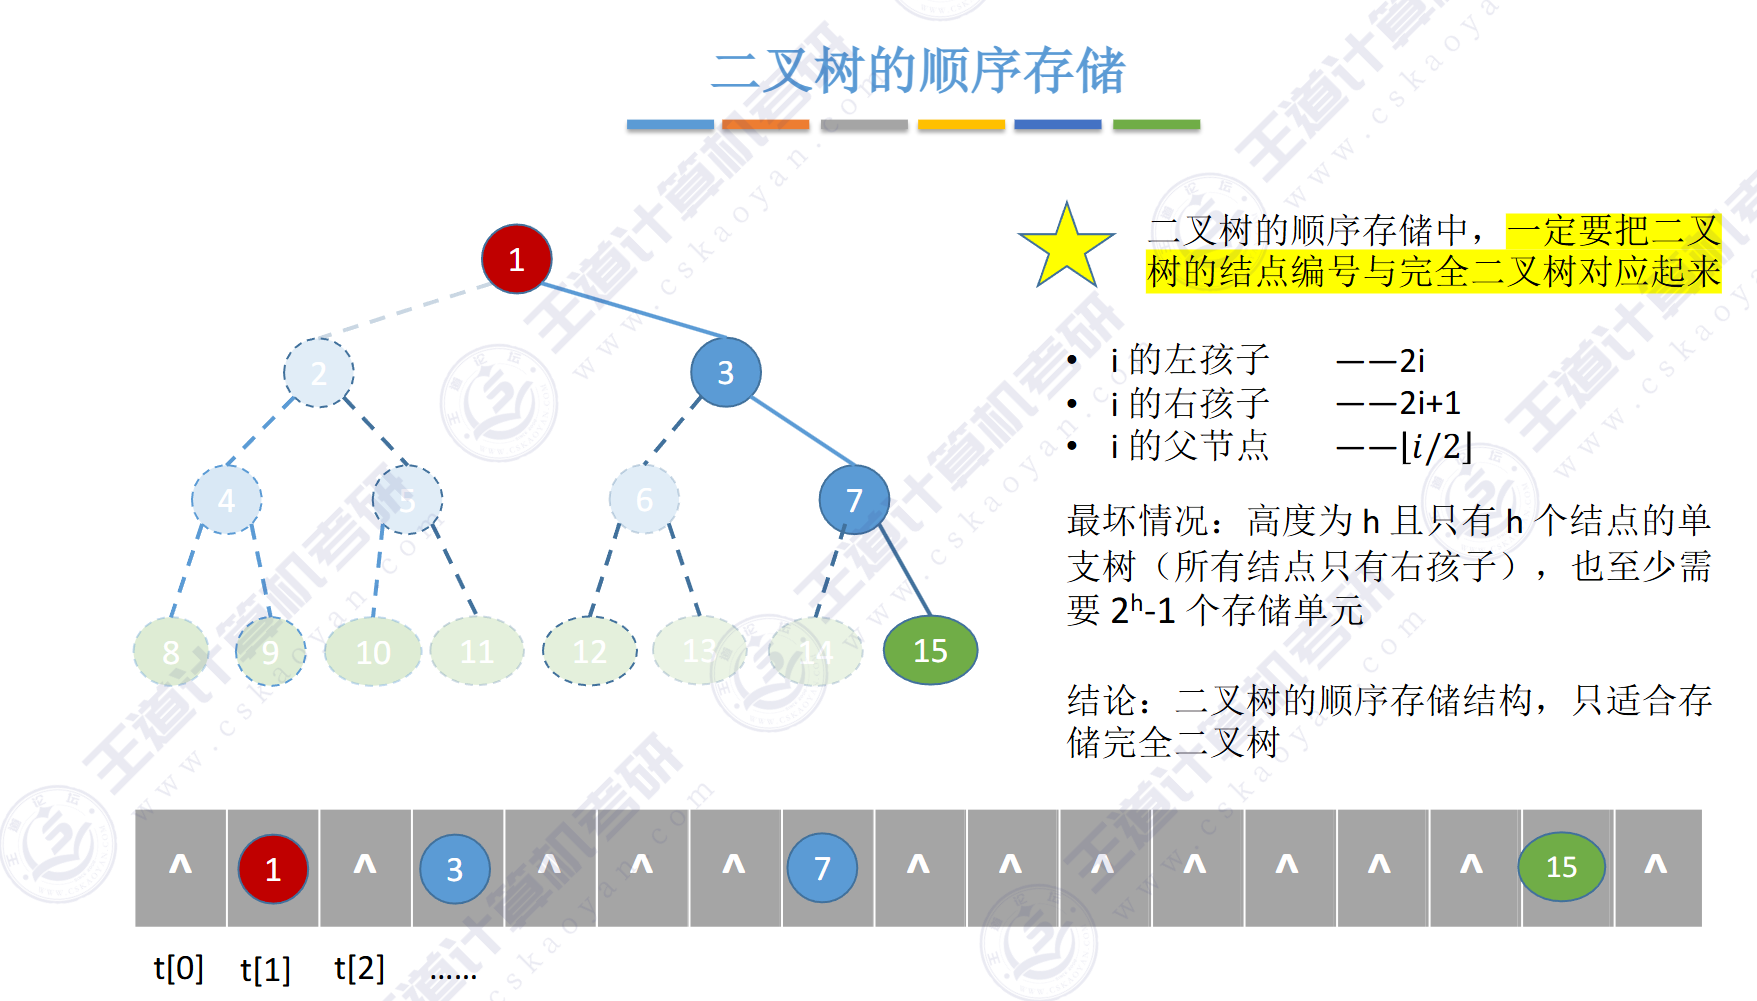 二叉树的顺序存储
1
2
3
4
5
6
7
8
9
10
11
12
13
14
15
二叉树的顺序存储中，一定要把二叉
树的结点编号与完全二叉树对应起来
• i 的左孩子 ——2i
• i 的右孩子 ——2i+1
• i 的父节点 ——⌊i/2⌋
最坏情况：高度为 h 且只有 h 个结点的单
支树（所有结点只有右孩子），也至少需
要 2ʰ-1 个存储单元
结论：二叉树的顺序存储结构，只适合存
储完全二叉树
^ 1 ^ 3 ^ ^ ^ 7 ^ ^ ^ ^ ^ ^ ^ 15 ^
t[0] t[1] t[2] ......
王道计算机考研
www.cskaoyan.com